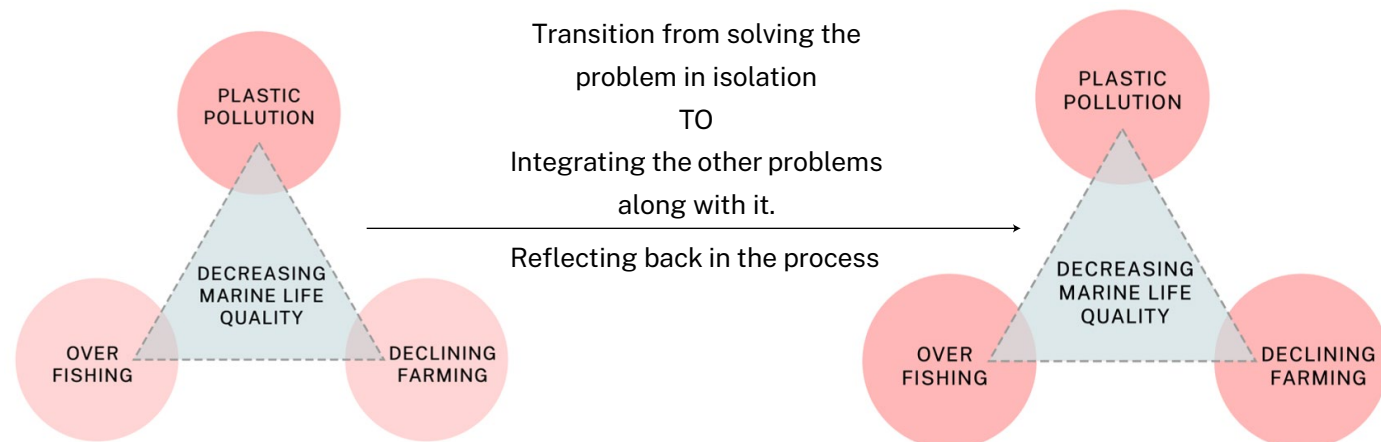 PLASTIC
POLLUTION
DECREASING
MARINE LIFE
QUALITY
OVER
FISHING
DECLINING
FARMING
Transition from solving the
problem in isolation
TO
Integrating the other problems
along with it.
Reflecting back in the process
PLASTIC
POLLUTION
DECREASING
MARINE LIFE
QUALITY
OVER
FISHING
DECLINING
FARMING